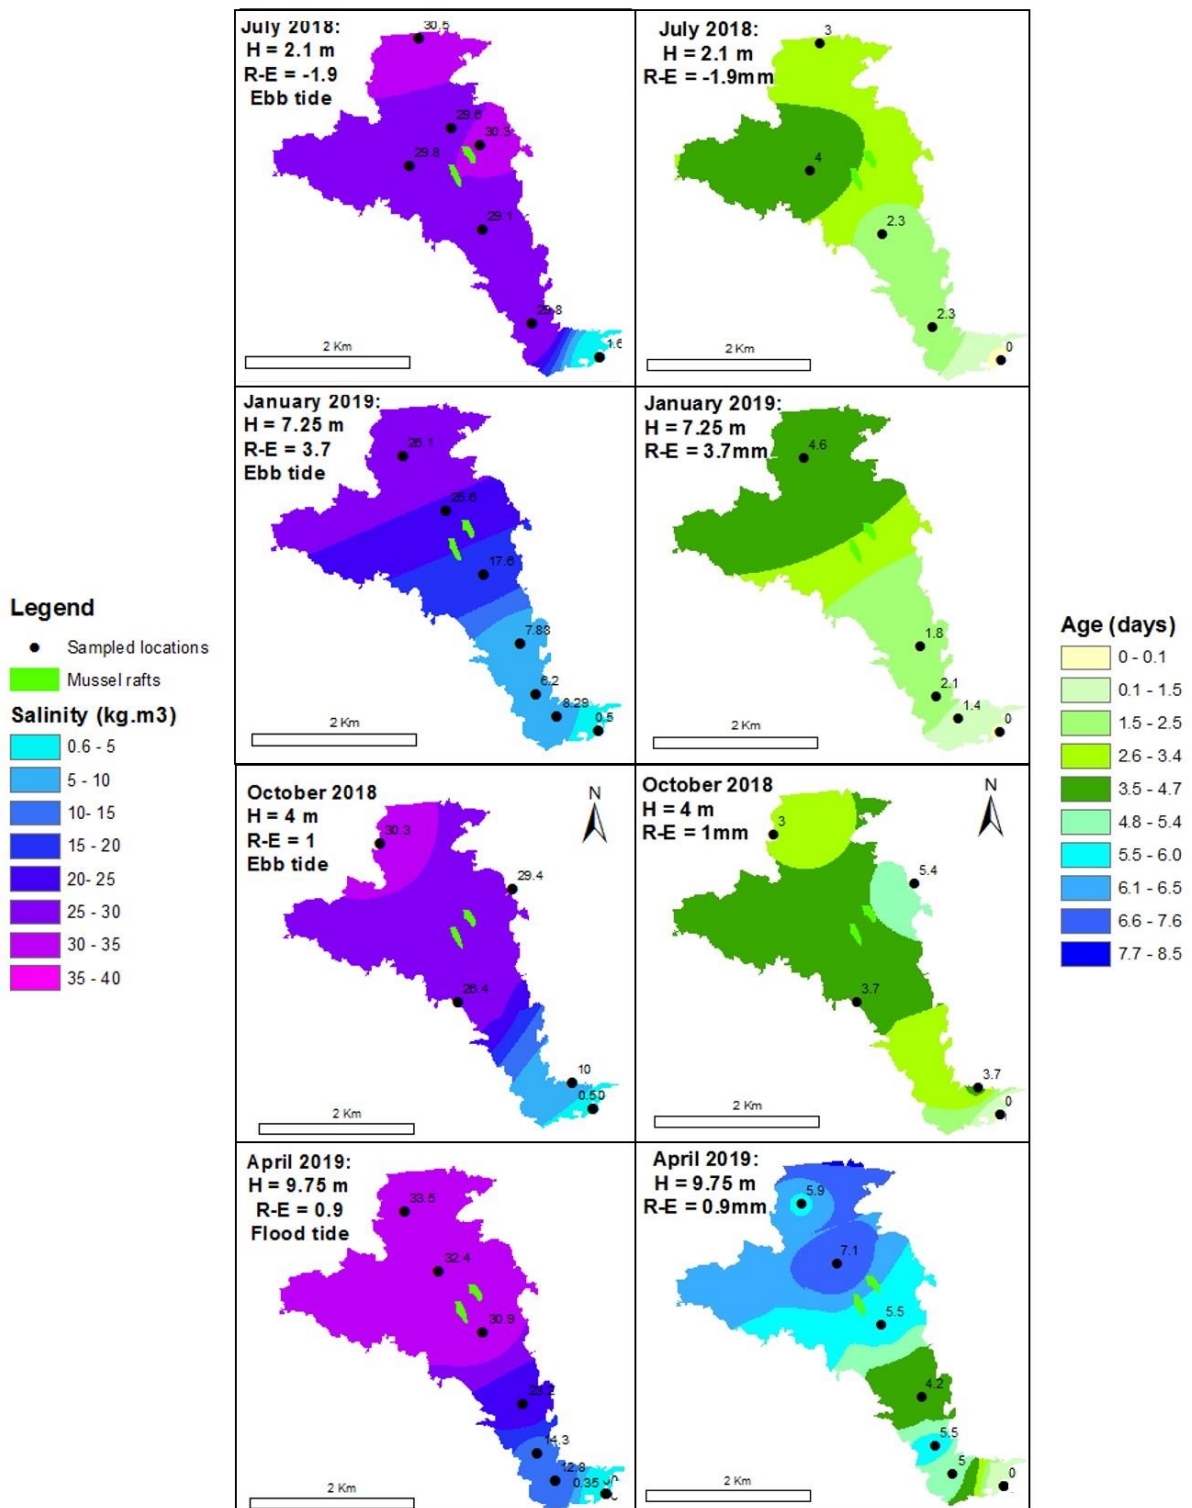 July 2018:
H = 2.1 m
R-E = -1.9
Ebb tide
30.5
29.6
30.3
29.8
29.1
29.8
1.6
2 Km
July 2018:
H = 2.1 m
R-E = -1.9mm
3
4
2.3
2.3
0
2 Km
January 2019:
H = 7.25 m
R-E = 3.7
Ebb tide
26.1
25.6
17.6
7.83
6.2
8.29
0.5
2 Km
January 2019:
H = 7.25 m
R-E = 3.7mm
4.6
1.8
2.1
1.4
0
2 Km
October 2018
H = 4 m
R-E = 1
Ebb tide
N
30.3
29.4
26.4
10
0.50
2 Km
October 2018
H = 4 m
R-E = 1mm
N
3
5.4
3.7
3.7
0
2 Km
April 2019:
H = 9.75 m
R-E = 0.9
Flood tide
33.5
32.4
30.9
23.2
14.3
12.8
0.35
2 Km
April 2019:
H = 9.75 m
R-E = 0.9mm
5.9
7.1
5.5
4.2
5.5
5
0
2 Km
Legend
Sampled locations
Mussel rafts
Salinity (kg.m3)
0.6 - 5
5 - 10
10- 15
15 - 20
20- 25
25 - 30
30 - 35
35 - 40
Age (days)
0 - 0.1
0.1 - 1.5
1.5 - 2.5
2.6 - 3.4
3.5 - 4.7
4.8 - 5.4
5.5 - 6.0
6.1 - 6.5
6.6 - 7.6
7.7 - 8.5